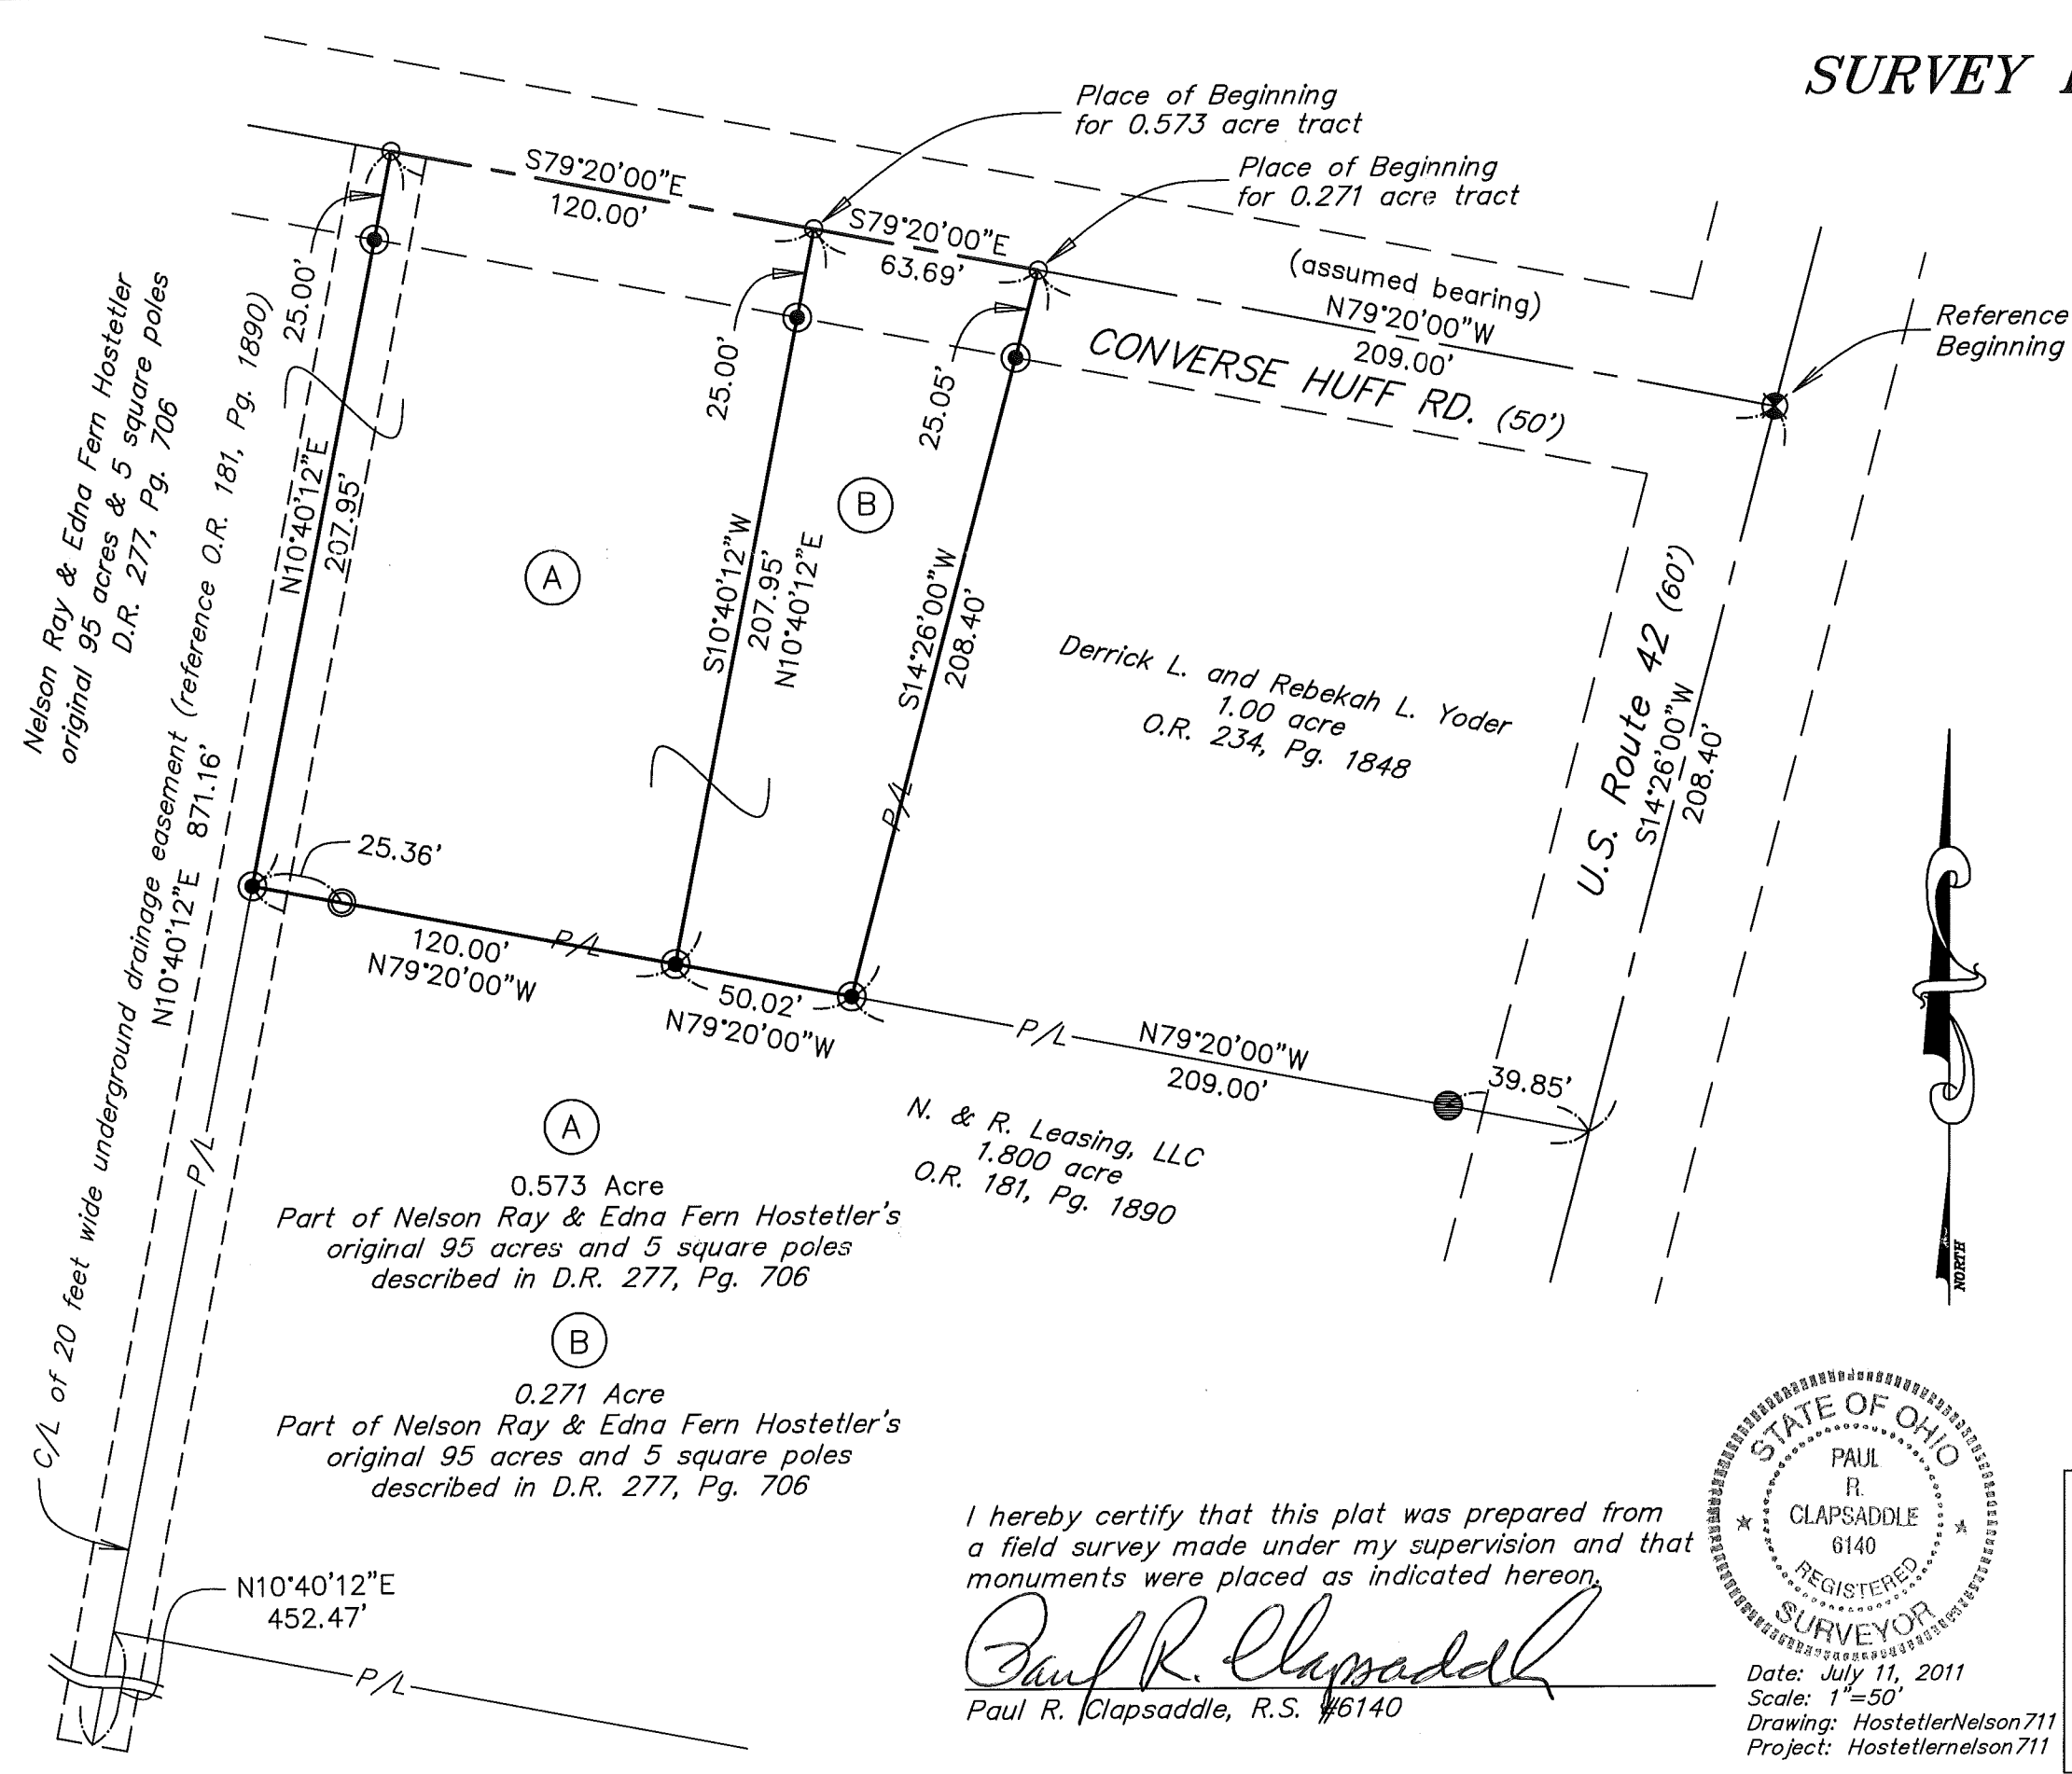 SURVEY
Place of Beginning
for 0.573 acre tract
Place of Beginning
for 0.271 acre tract
S79°20'00"E
120.00'
S79°20'00"E
63.69'
(assumed bearing)
N79°20'00"W
209.00'
Reference
Beginning
CONVERSE HUFF RD. (50')
25.00'
25.00'
25.05'
Nelson Ray & Edna Fern Hostetler
original 95 acres & 5 square poles
D.R. 277, Pg. 706
C/L of 20 feet wide underground drainage easement (reference O.R. 181, Pg. 1890)
N10°40'12"E 871.16'
N10°40'12"E
207.95'
A
B
S10°40'12"W
207.95'
N10°40'12"E
S14°26'00"W
208.40'
P/L
Derrick L. and Rebekah L. Yoder
1.00 acre
O.R. 234, Pg. 1848
U.S. Route 42 (60')
S14°26'00"W
208.40'
25.36'
120.00'
P/L
N79°20'00"W
50.02'
N79°20'00"W
P/L
N79°20'00"W
209.00'
39.85'
N. & R. Leasing, LLC
1.800 acre
O.R. 181, Pg. 1890
P/L
NORTH
A
0.573 Acre
Part of Nelson Ray & Edna Fern Hostetler's
original 95 acres and 5 square poles
described in D.R. 277, Pg. 706
B
0.271 Acre
Part of Nelson Ray & Edna Fern Hostetler's
original 95 acres and 5 square poles
described in D.R. 277, Pg. 706
N10°40'12"E
452.47'
P/L
I hereby certify that this plat was prepared from
a field survey made under my supervision and that
monuments were placed as indicated hereon.
Paul R. Clapsaddle
Paul R. Clapsaddle, R.S. #6140
STATE OF OHIO
PAUL
R.
CLAPSADDLE
6140
REGISTERED
SURVEYOR
Date: July 11, 2011
Scale: 1"=50'
Drawing: HostetlerNelson711
Project: Hostetlernelson711